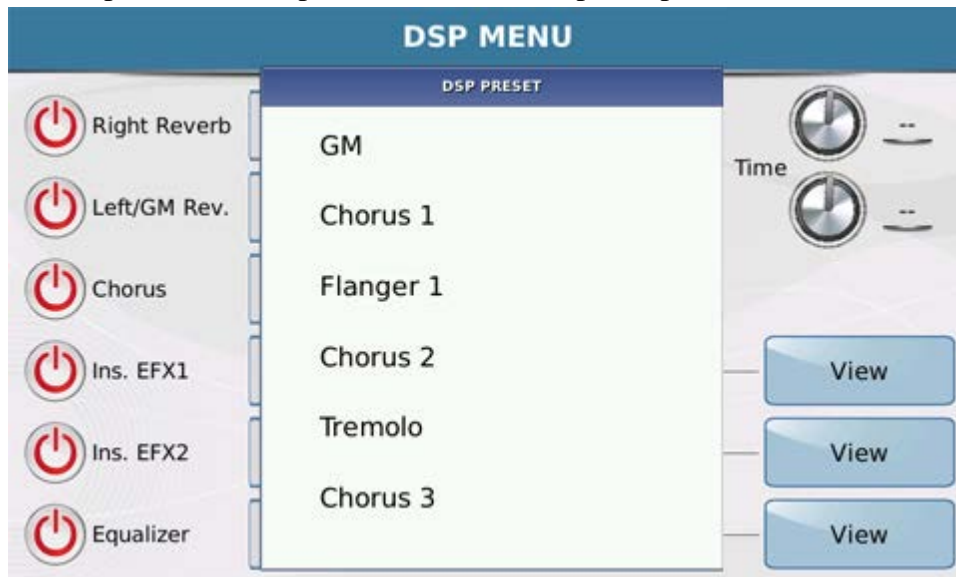 DSP MENU
DSP PRESET
Right Reverb
GM
--
Time
Left/GM Rev.
Chorus 1
--
Chorus
Flanger 1
Ins. EFX1
Chorus 2
View
Ins. EFX2
Tremolo
View
Chorus 3
Equalizer
View